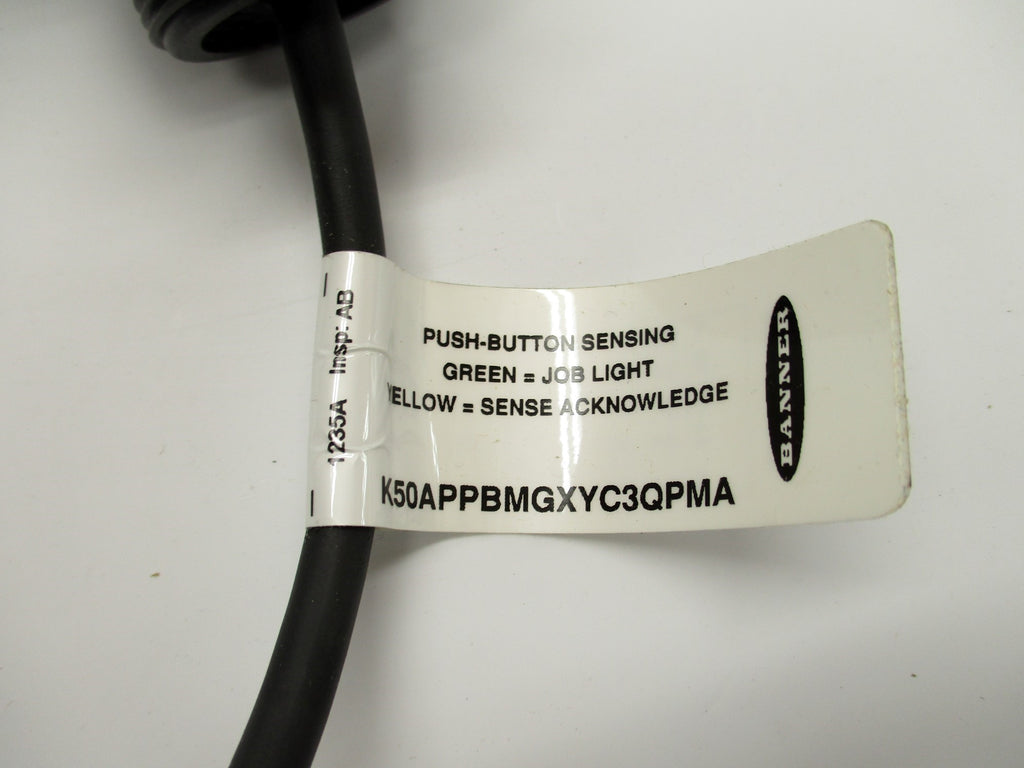 1235A Insp: AB
PUSH-BUTTON SENSING
GREEN = JOB LIGHT
YELLOW = SENSE ACKNOWLEDGE
K50APPBMGXYC3QPMA
BANNER